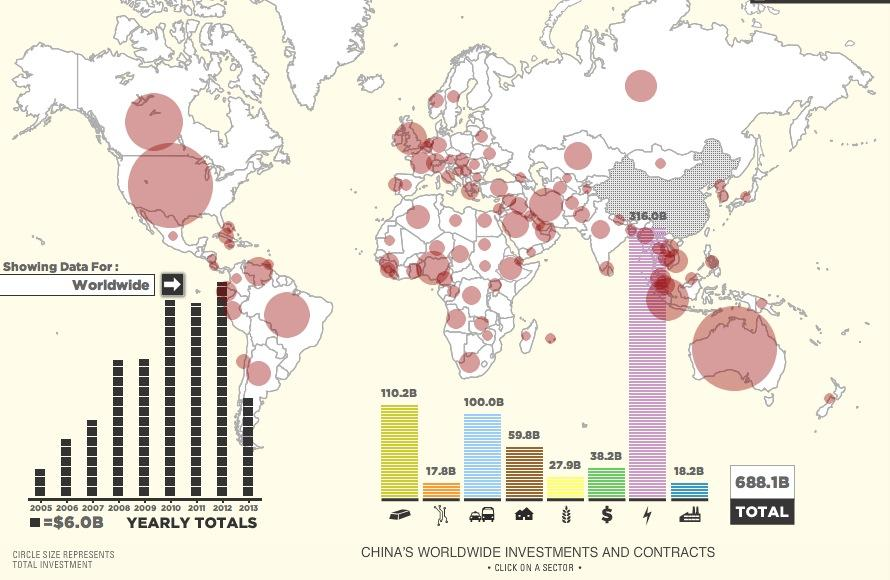 316.0B
Showing Data For :
Worldwide
110.2B
17.8B
100.0B
59.8B
27.9B
38.2B
18.2B
688.1B
TOTAL
2005 2006 2007 2008 2009 2010 2011 2012 2013
=$6.0B YEARLY TOTALS
CIRCLE SIZE REPRESENTS
TOTAL INVESTMENT
CHINA'S WORLDWIDE INVESTMENTS AND CONTRACTS
• CLICK ON A SECTOR •